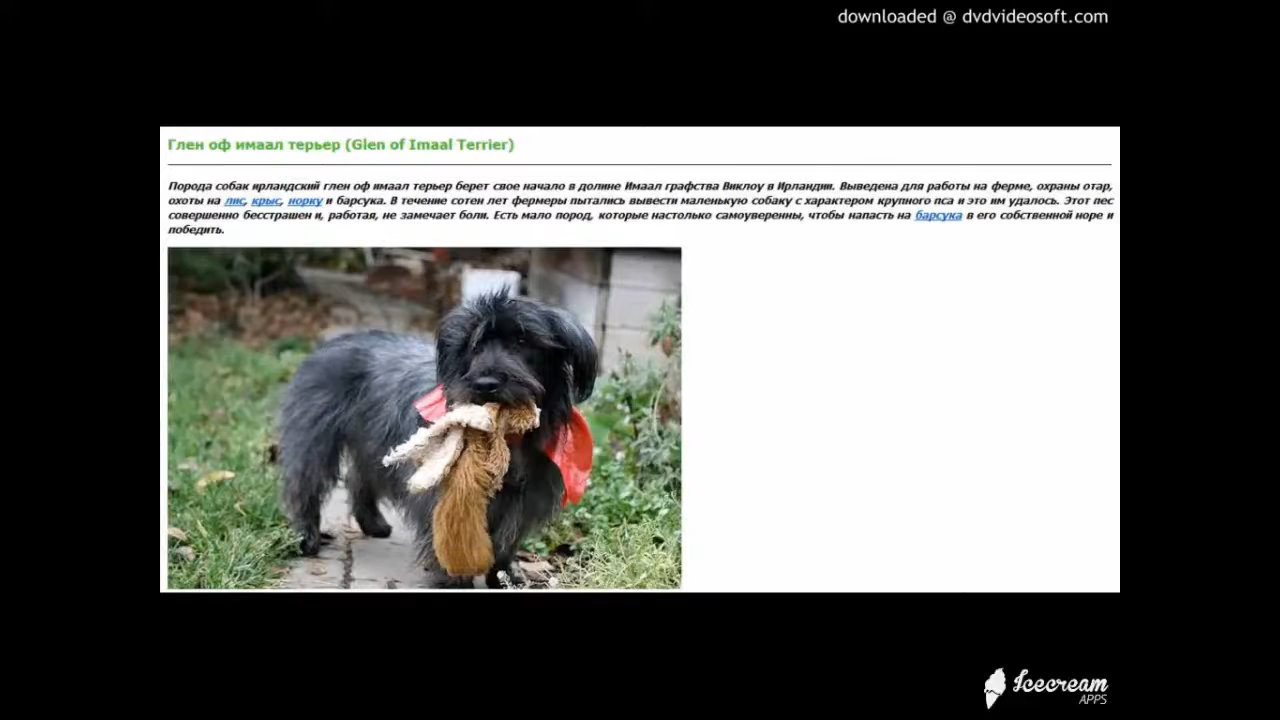 downloaded @ dvdvideosoft.com
Глен оф имаал терьер (Glen of Imaal Terrier)
Порода собак ирландский глен оф имаал терьер берет свое начало в долине Имаал графства Виклоу в Ирландии. Выведена для работы на ферме, охраны отар,
охоты на лис, крыс, норку и барсука. В течение сотен лет фермеры пытались вывести маленькую собаку с характером крупного пса и это им удалось. Этот пес
совершенно бесстрашен и, работая, не замечает боли. Есть мало пород, которые настолько самоуверенны, чтобы напасть на барсука в его собственной норе и
победить.
Icecream
APPS